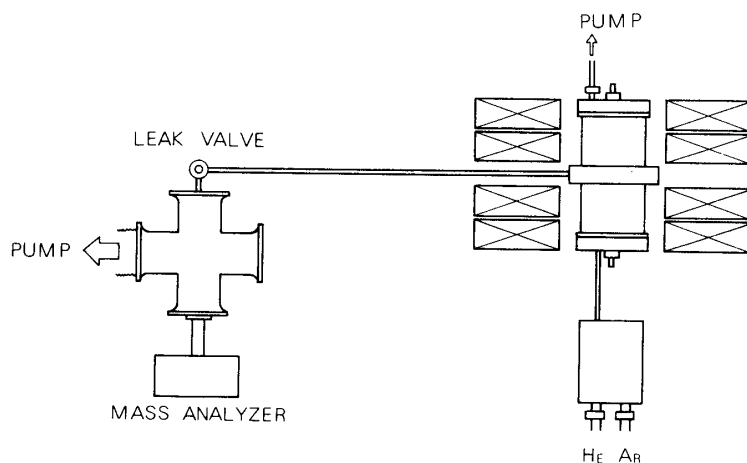 PUMP
LEAK VALVE
PUMP
MASS ANALYZER
HE AR